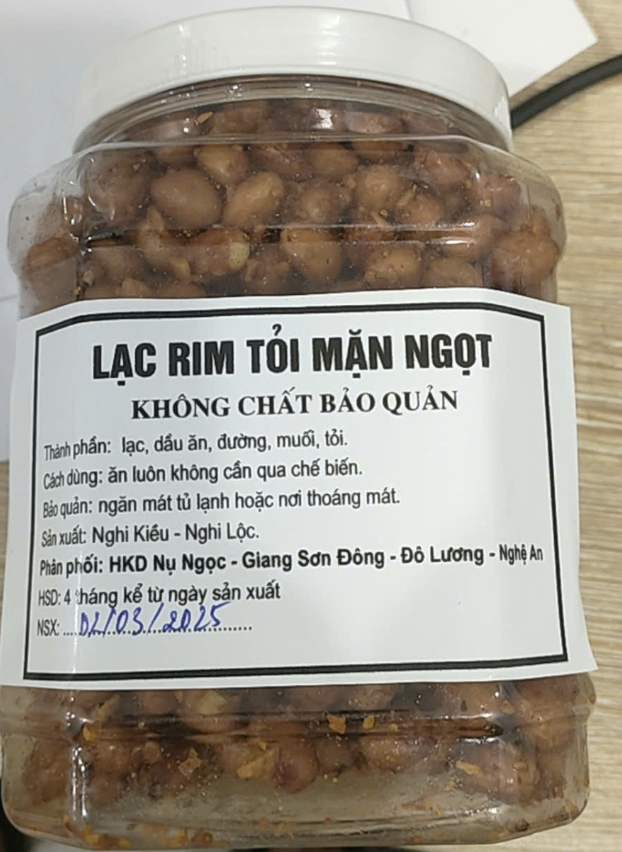 LẠC RIM TỎI MẶN NGỌT
KHÔNG CHẤT BẢO QUẢN
Thành phần: lạc, dầu ăn, đường, muối, tỏi.
Cách dùng: ăn luôn không cần qua chế biến.
Bảo quản: ngăn mát tủ lạnh hoặc nơi thoáng mát.
Sản xuất: Nghi Kiều - Nghi Lộc.
Phân phối: HKD Nụ Ngọc - Giang Sơn Đông - Đô Lương - Nghệ An
HSD: 4 tháng kể từ ngày sản xuất
NSX: ....02/03/2025..........